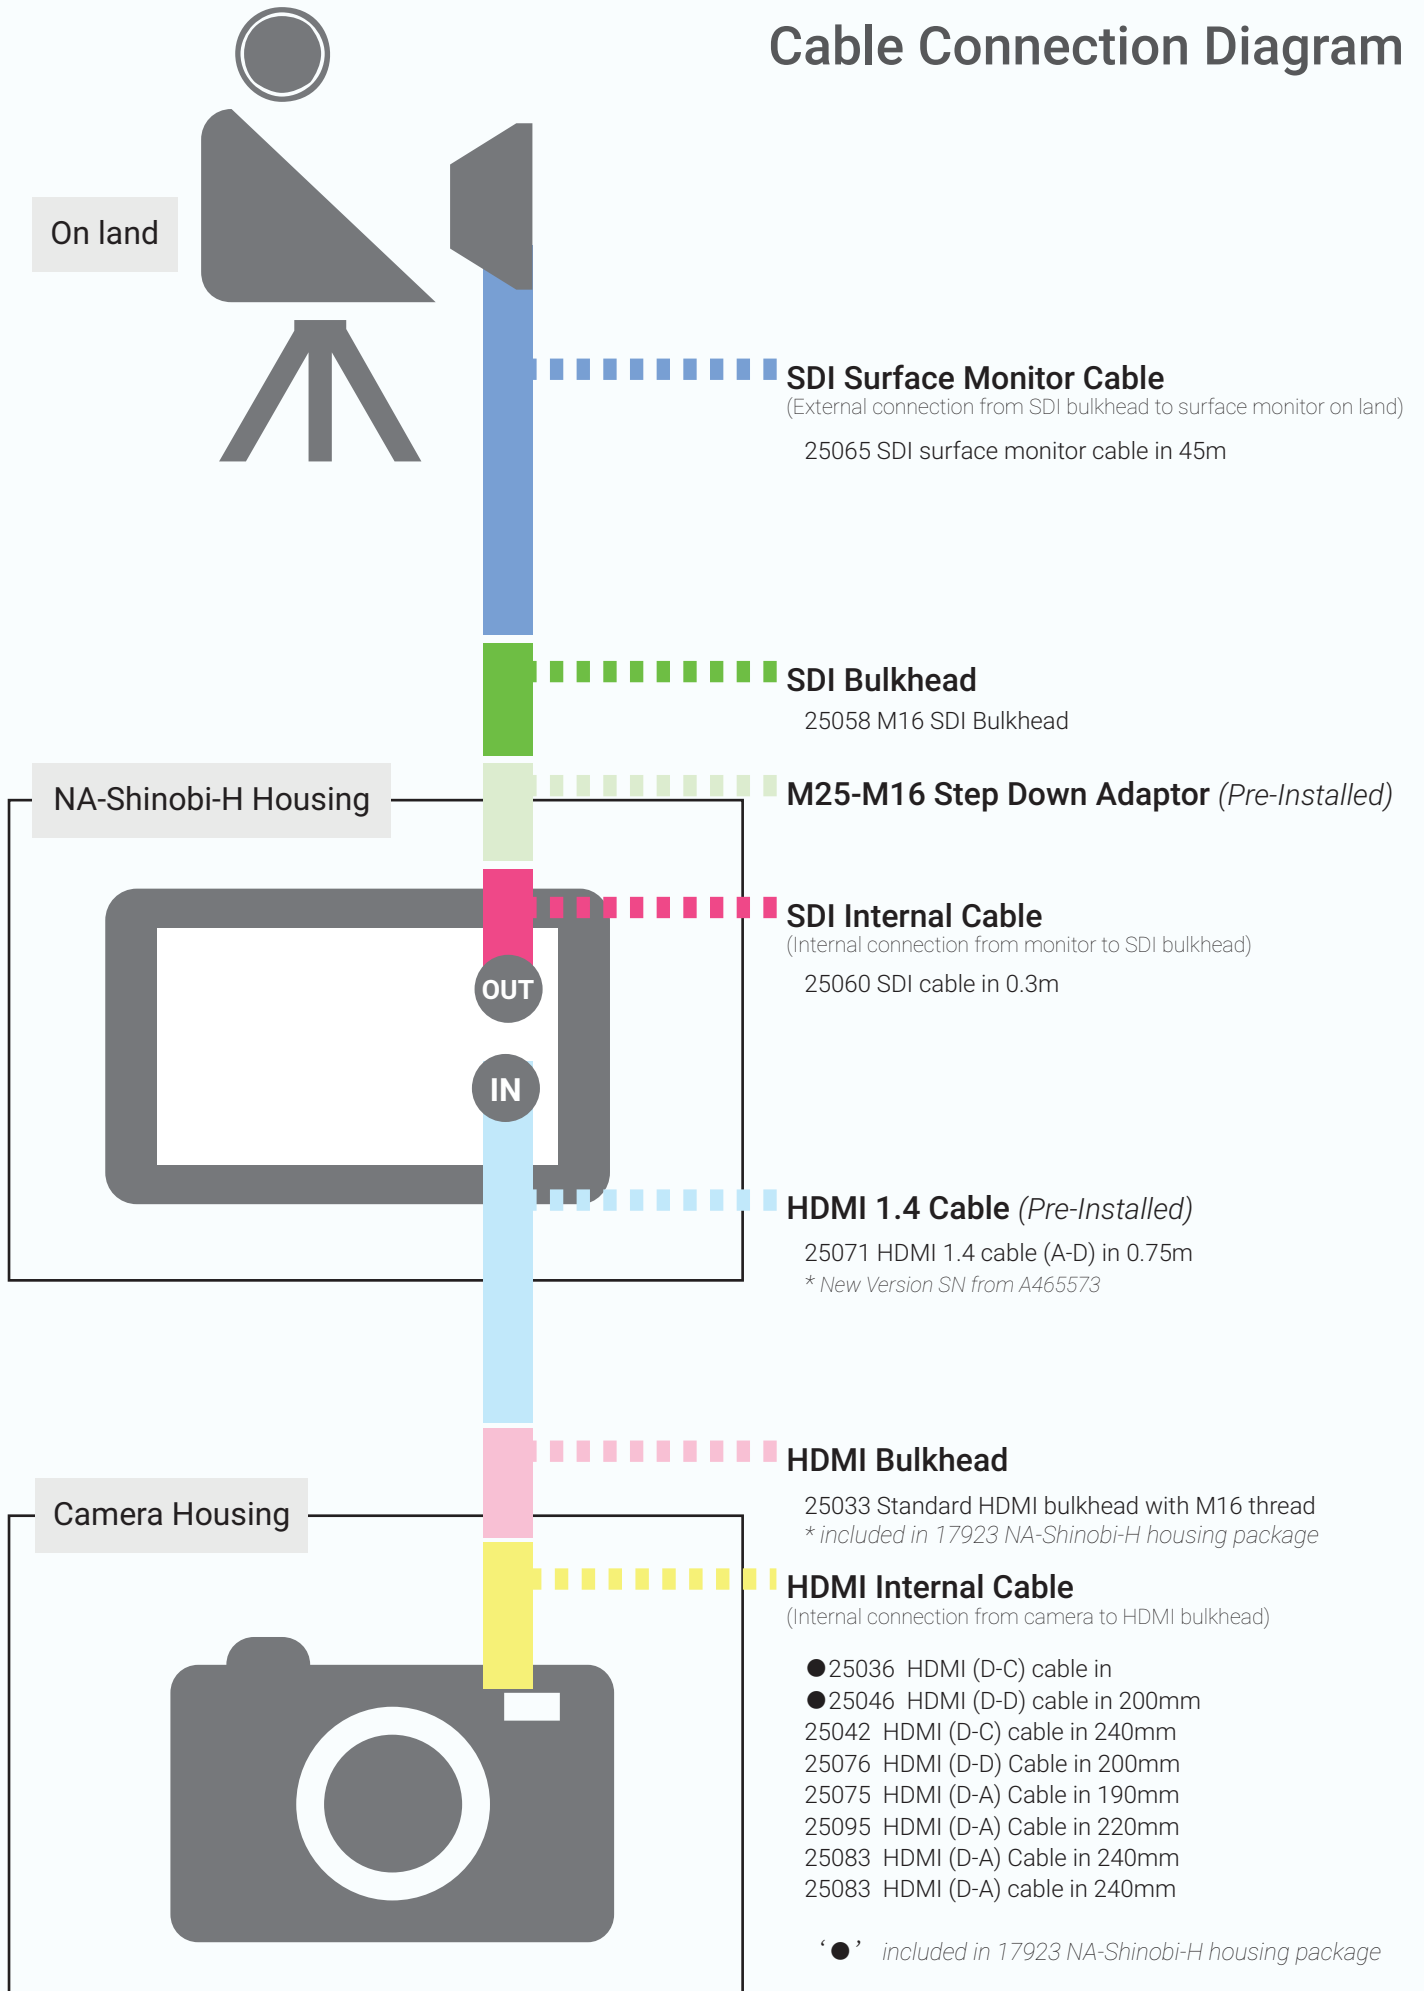 Cable Connection Diagram
On land
SDI Surface Monitor Cable
(External connection from SDI bulkhead to surface monitor on land)
25065 SDI surface monitor cable in 45m
SDI Bulkhead
25058 M16 SDI Bulkhead
NA-Shinobi-H Housing
M25-M16 Step Down Adaptor (Pre-Installed)
SDI Internal Cable
(Internal connection from monitor to SDI bulkhead)
25060 SDI cable in 0.3m
OUT
IN
HDMI 1.4 Cable (Pre-Installed)
25071 HDMI 1.4 cable (A-D) in 0.75m
* New Version SN from A465573
HDMI Bulkhead
25033 Standard HDMI bulkhead with M16 thread
* included in 17923 NA-Shinobi-H housing package
Camera Housing
HDMI Internal Cable
(Internal connection from camera to HDMI bulkhead)
●25036 HDMI (D-C) cable in
●25046 HDMI (D-D) cable in 200mm
25042 HDMI (D-C) cable in 240mm
25076 HDMI (D-D) Cable in 200mm
25075 HDMI (D-A) Cable in 190mm
25095 HDMI (D-A) Cable in 220mm
25083 HDMI (D-A) Cable in 240mm
25083 HDMI (D-A) cable in 240mm
‘●’ included in 17923 NA-Shinobi-H housing package